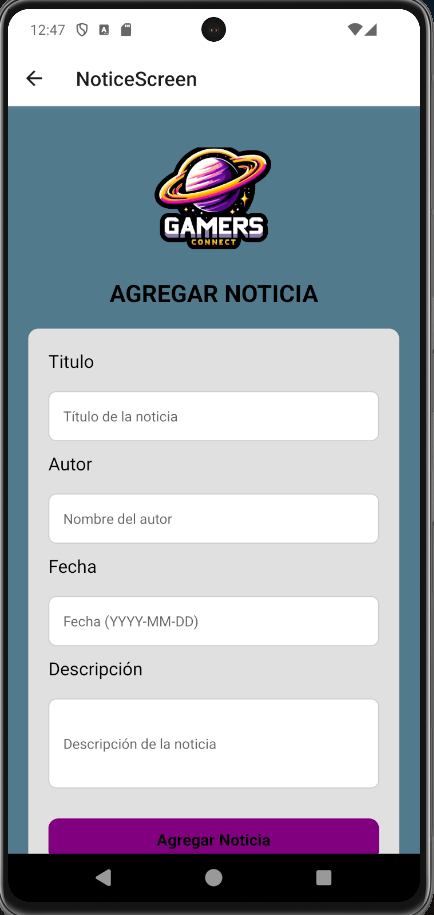 12:47
NoticeScreen
GAMERS
CONNECT
AGREGAR NOTICIA
Titulo
Título de la noticia
Autor
Nombre del autor
Fecha
Fecha (YYYY-MM-DD)
Descripción
Descripción de la noticia
Agregar Noticia